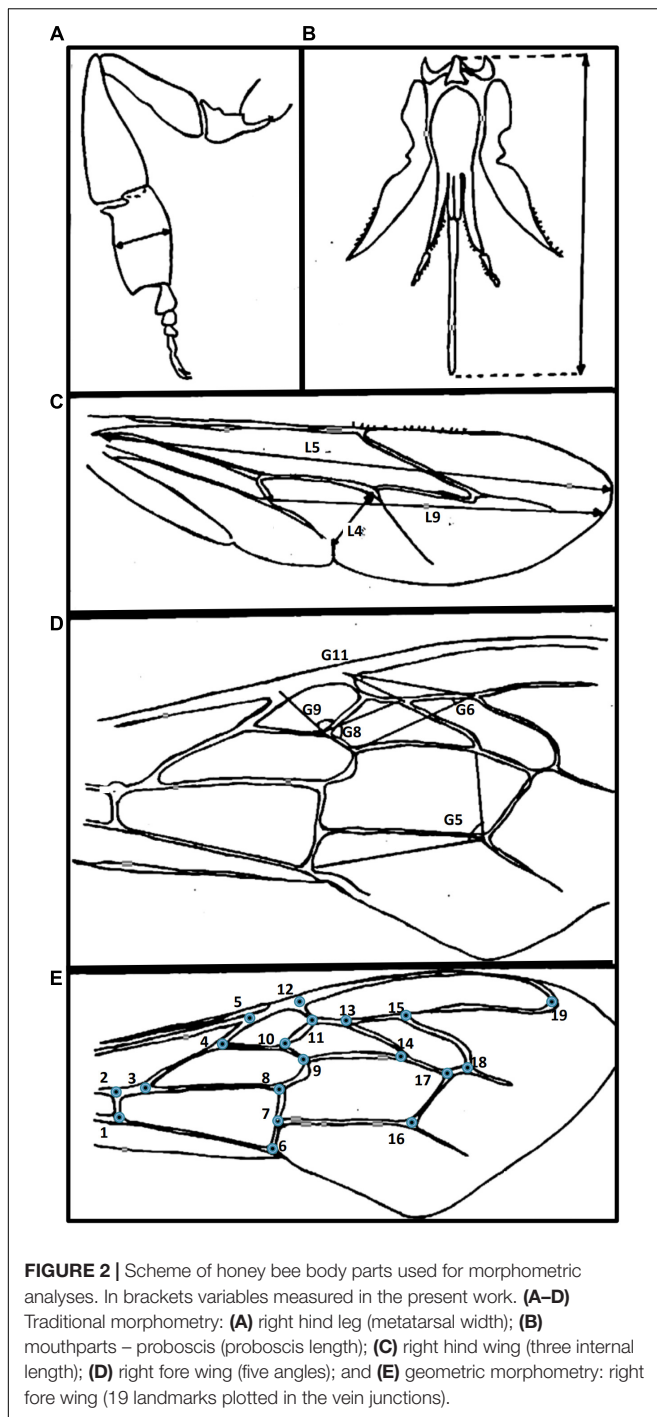 A
B
C
L5
L9
L4
D
G11
G9
G8
G6
G5
E
12
5
13
15
19
4
10
11
9
14
18
17
2
3
8
7
16
1
6
FIGURE 2 | Scheme of honey bee body parts used for morphometric
analyses. In brackets variables measured in the present work. (A–D)
Traditional morphometry: (A) right hind leg (metatarsal width); (B)
mouthparts – proboscis (proboscis length); (C) right hind wing (three internal
length); (D) right fore wing (five angles); and (E) geometric morphometry: right
fore wing (19 landmarks plotted in the vein junctions).